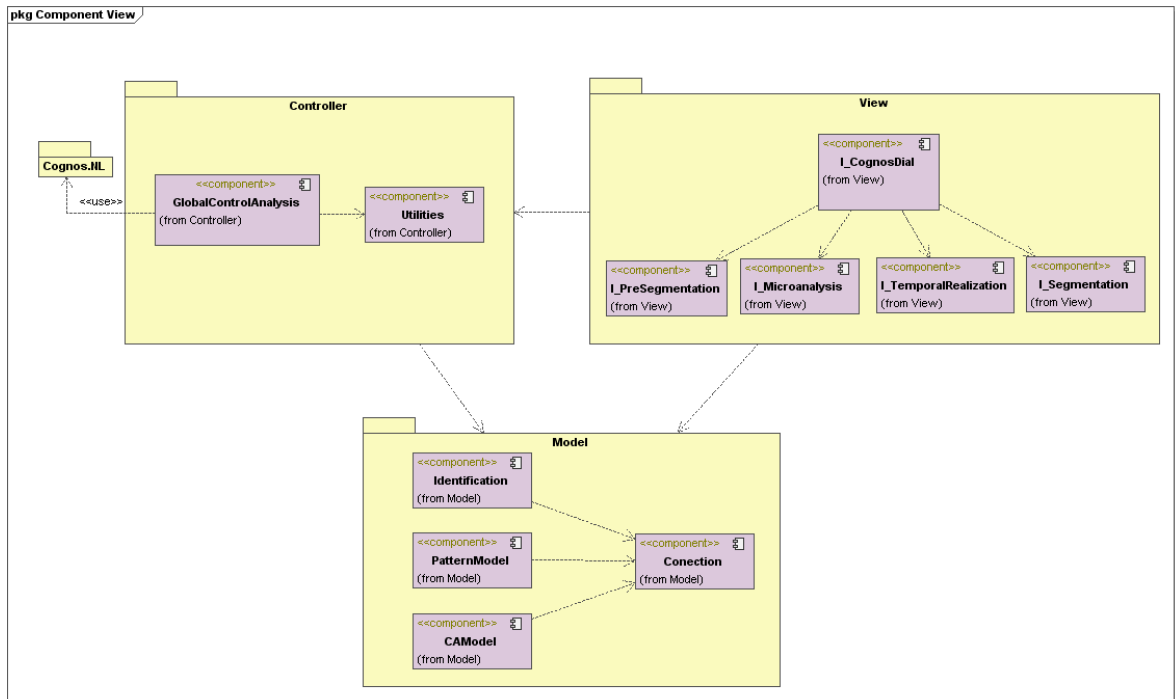 pkg Component View
Controller
View
Cognos.NL
<<use>>
<<component>>
GlobalControlAnalysis
(from Controller)
<<component>>
Utilities
(from Controller)
<<component>>
I_CognosDial
(from View)
<<component>>
I_PreSegmentation
(from View)
<<component>>
I_Microanalysis
(from View)
<<component>>
I_TemporalRealization
(from View)
<<component>>
I_Segmentation
(from View)
Model
<<component>>
Identification
(from Model)
<<component>>
PatternModel
(from Model)
<<component>>
Conection
(from Model)
<<component>>
CAModel
(from Model)